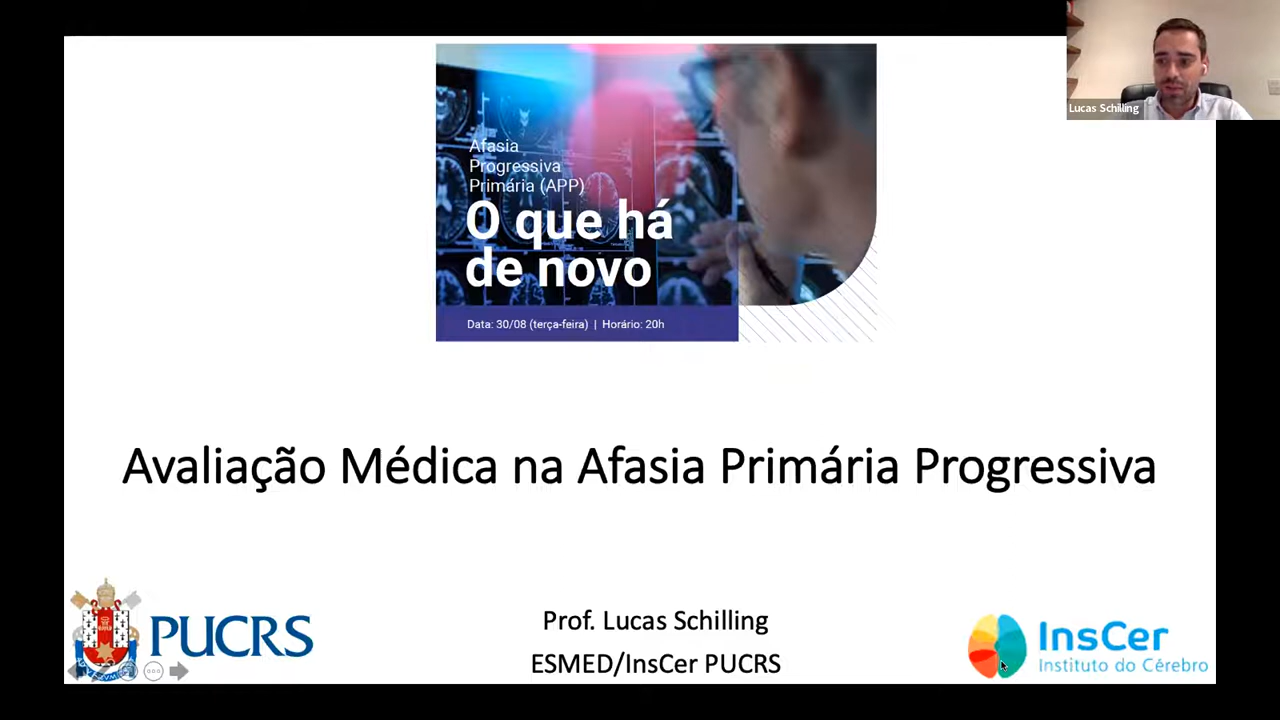 Lucas Schilling
Afasia
Progressiva
Primária (APP)
O que há
de novo
Data: 30/08 (terça-feira) | Horário: 20h
Avaliação Médica na Afasia Primária Progressiva
PUCRS
Prof. Lucas Schilling
ESMED/InsCer PUCRS
InsCer
Instituto do Cérebro